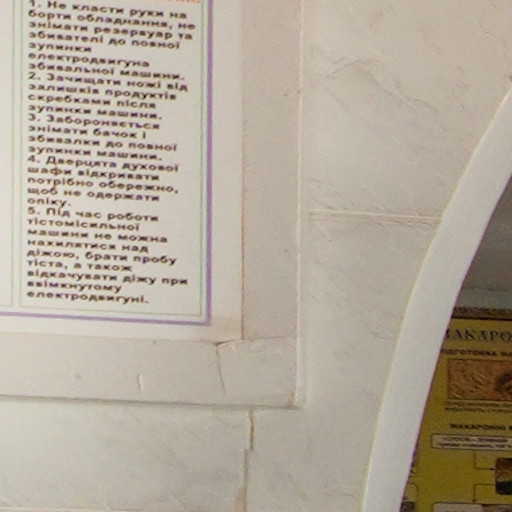 1. Не класти руки на
борти обладнання, не
знімати резервуар та
збивателі до повної
зупинки
електродвигуна
збивальної машини.
2. Зачищати ножі від
залишків продуктів
скребками після
зупинки машини.
3. Забороняється
знімати бачок і
збивалки до повної
зупинки машини.
4. Дверцята духової
шафи відкривати
потрібно обережно,
щоб не одержати
опіку.
5. Під час роботи
тістомісильної
машини не можна
нахилятися над
діжою, брати пробу
тіста, а також
відкачувати діжу при
ввімкнутому
електродвигуні.
МАКАРО
ІДГОТОВКА МА
МАКАРОННІ В